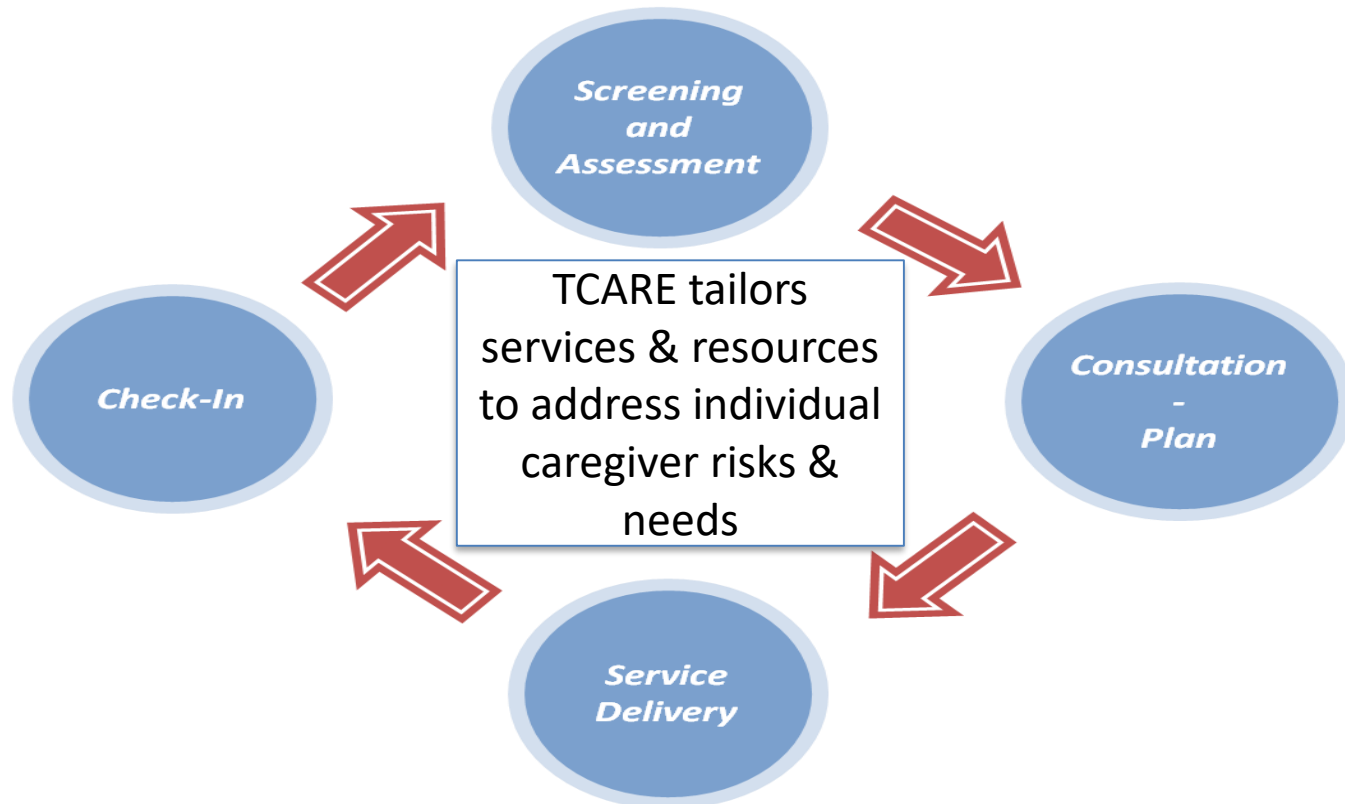 Screening
and
Assessment
TCARE tailors
services & resources
to address individual
caregiver risks &
needs
Check-In
Consultation
-
Plan
Service
Delivery